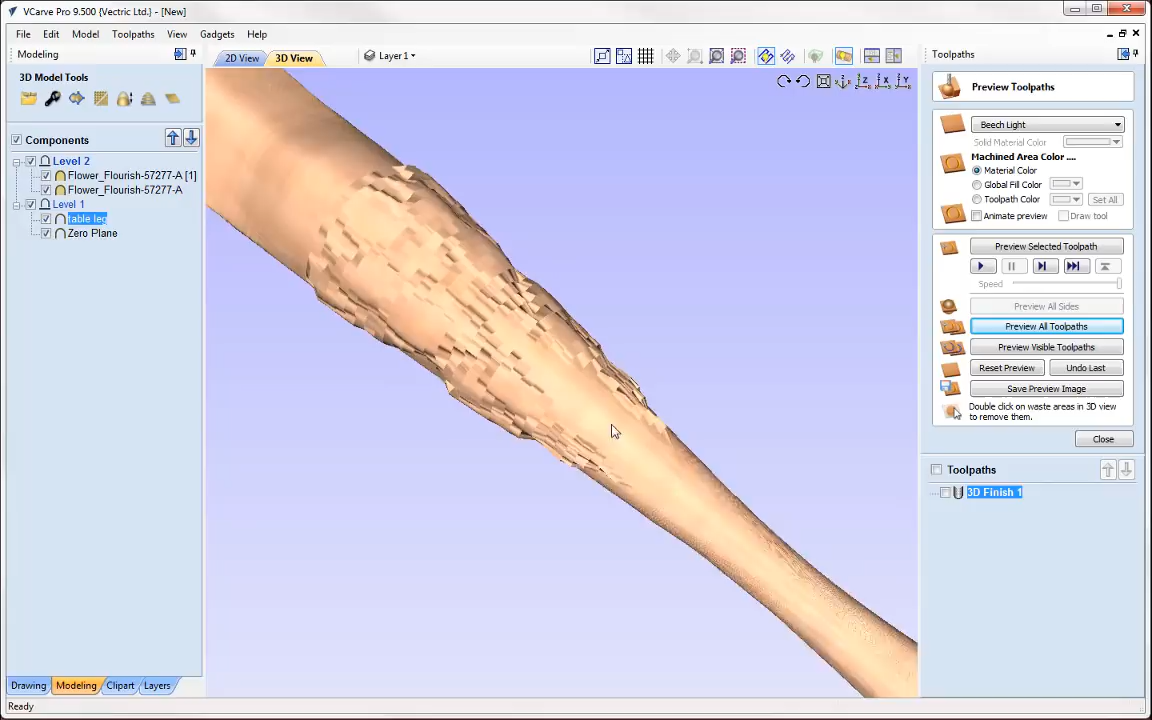 VCarve Pro 9.500 {Vectric Ltd.} - [New]
File Edit Model Toolpaths View Gadgets Help
Modeling
2D View 3D View Layer1
Toolpaths
3D Model Tools
Z X Y
Components
Level 2
Flower_Flourish-57277-A [1]
Flower_Flourish-57277-A
Level 1
table leg
Zero Plane
Preview Toolpaths
Beech Light
Solid Material Color
Machined Area Color ....
Material Color
Global Fill Color
Toolpath Color Set All
Animate preview Draw tool
Preview Selected Toolpath
Speed
Preview All Sides
Preview All Toolpaths
Preview Visible Toolpaths
Reset Preview Undo Last
Save Preview Image
Double click on waste areas in 3D view
to remove them.
Close
Toolpaths
3D Finish 1
Drawing Modeling Clipart Layers
Ready